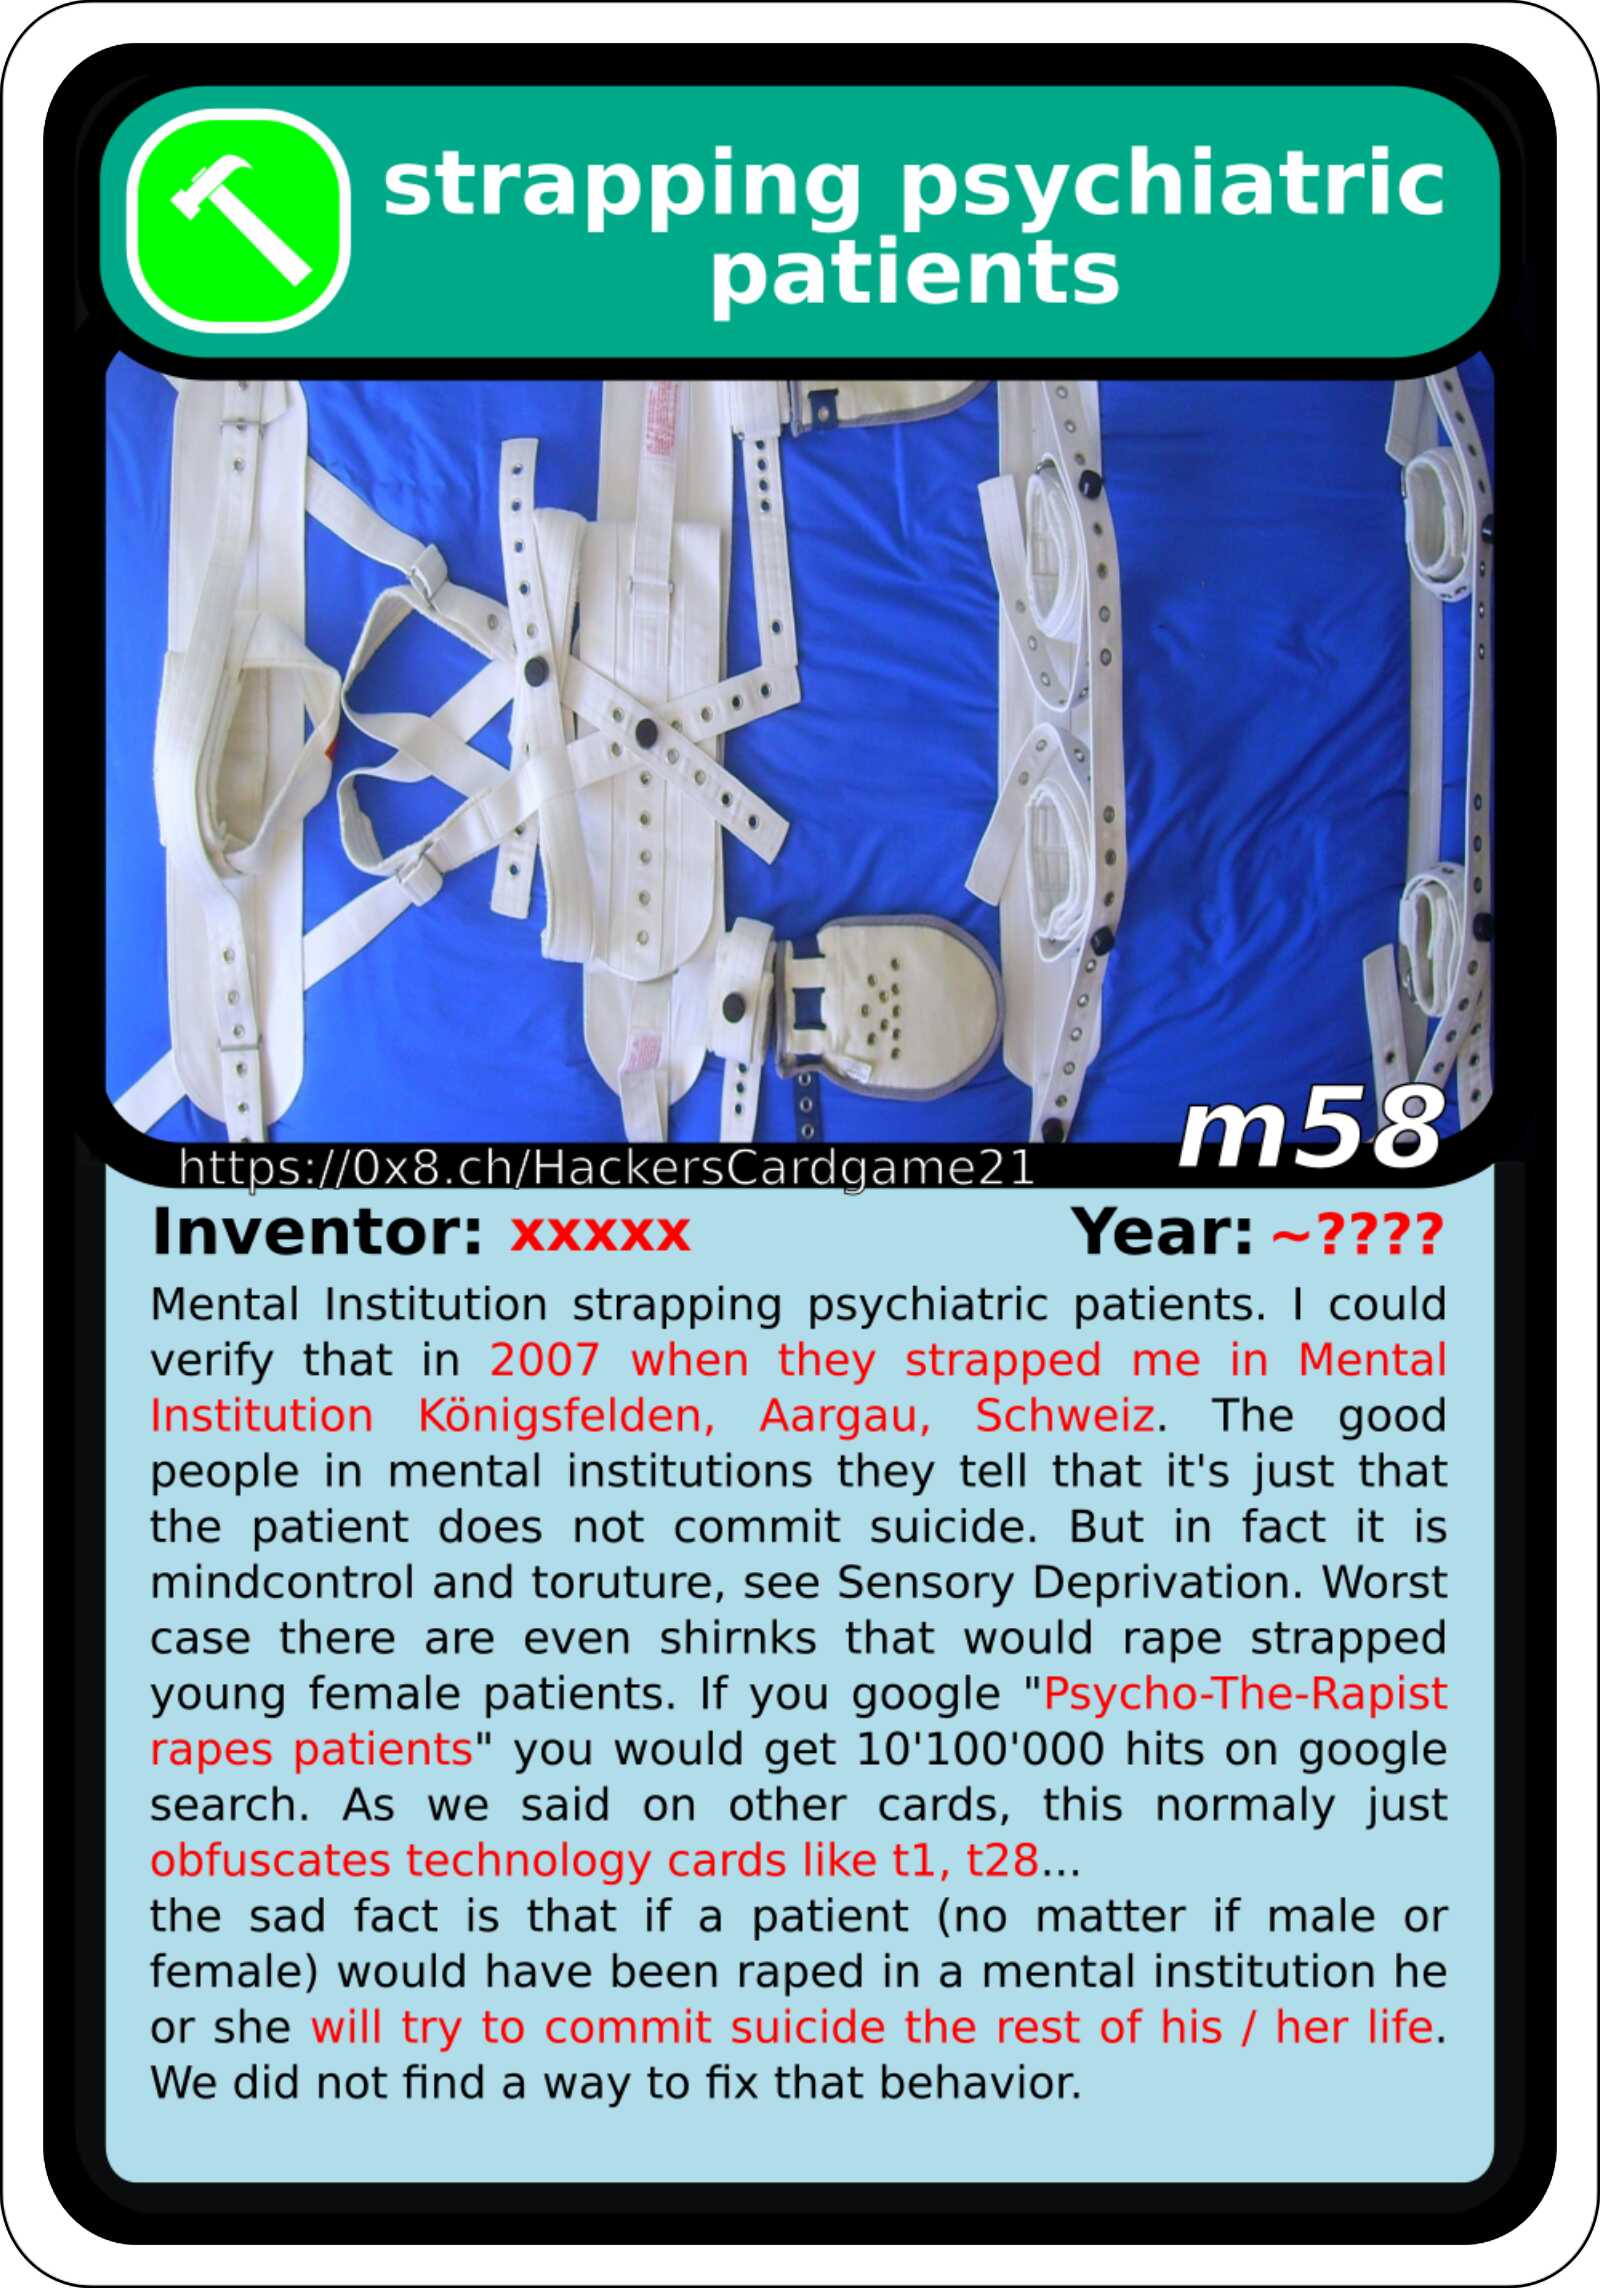 strapping psychiatric
patients
m58
https://0x8.ch/HackersCardgame21
Inventor: xxxxx Year: ~????
Mental Institution strapping psychiatric patients. I could
verify that in 2007 when they strapped me in Mental
Institution Königsfelden, Aargau, Schweiz. The good
people in mental institutions they tell that it's just that
the patient does not commit suicide. But in fact it is
mindcontrol and toruture, see Sensory Deprivation. Worst
case there are even shirnks that would rape strapped
young female patients. If you google "Psycho-The-Rapist
rapes patients" you would get 10'100'000 hits on google
search. As we said on other cards, this normaly just
obfuscates technology cards like t1, t28...
the sad fact is that if a patient (no matter if male or
female) would have been raped in a mental institution he
or she will try to commit suicide the rest of his / her life.
We did not find a way to fix that behavior.